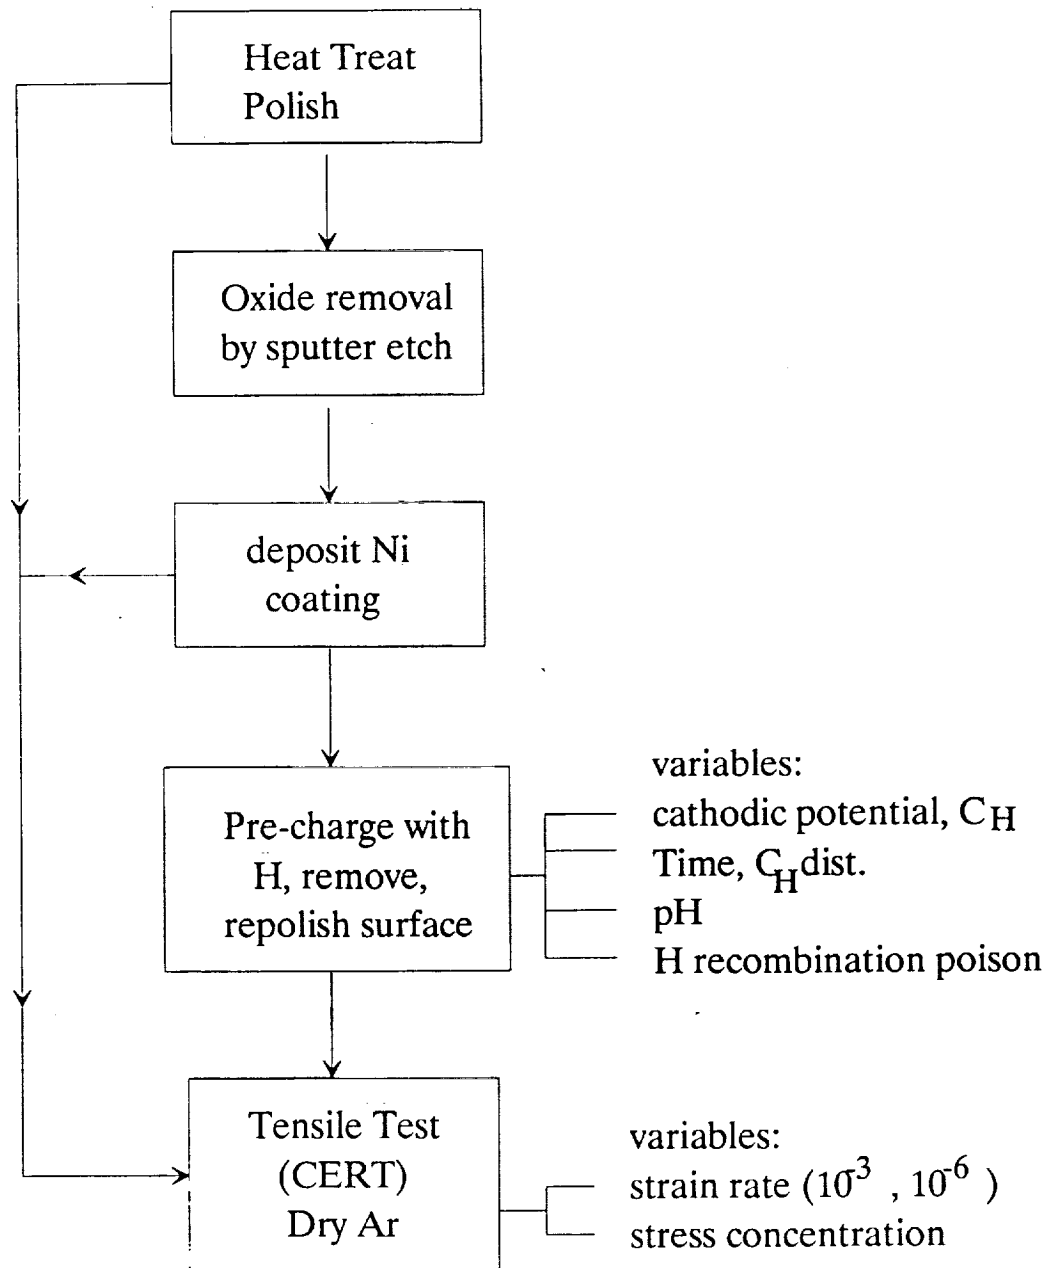 Heat Treat
Polish
Oxide removal
by sputter etch
deposit Ni
coating
Pre-charge with
H, remove,
repolish surface
variables:
cathodic potential, C_H
Time, C_H dist.
pH
H recombination poison
Tensile Test
(CERT)
Dry Ar
variables:
strain rate (10^-3 , 10^-6 )
stress concentration